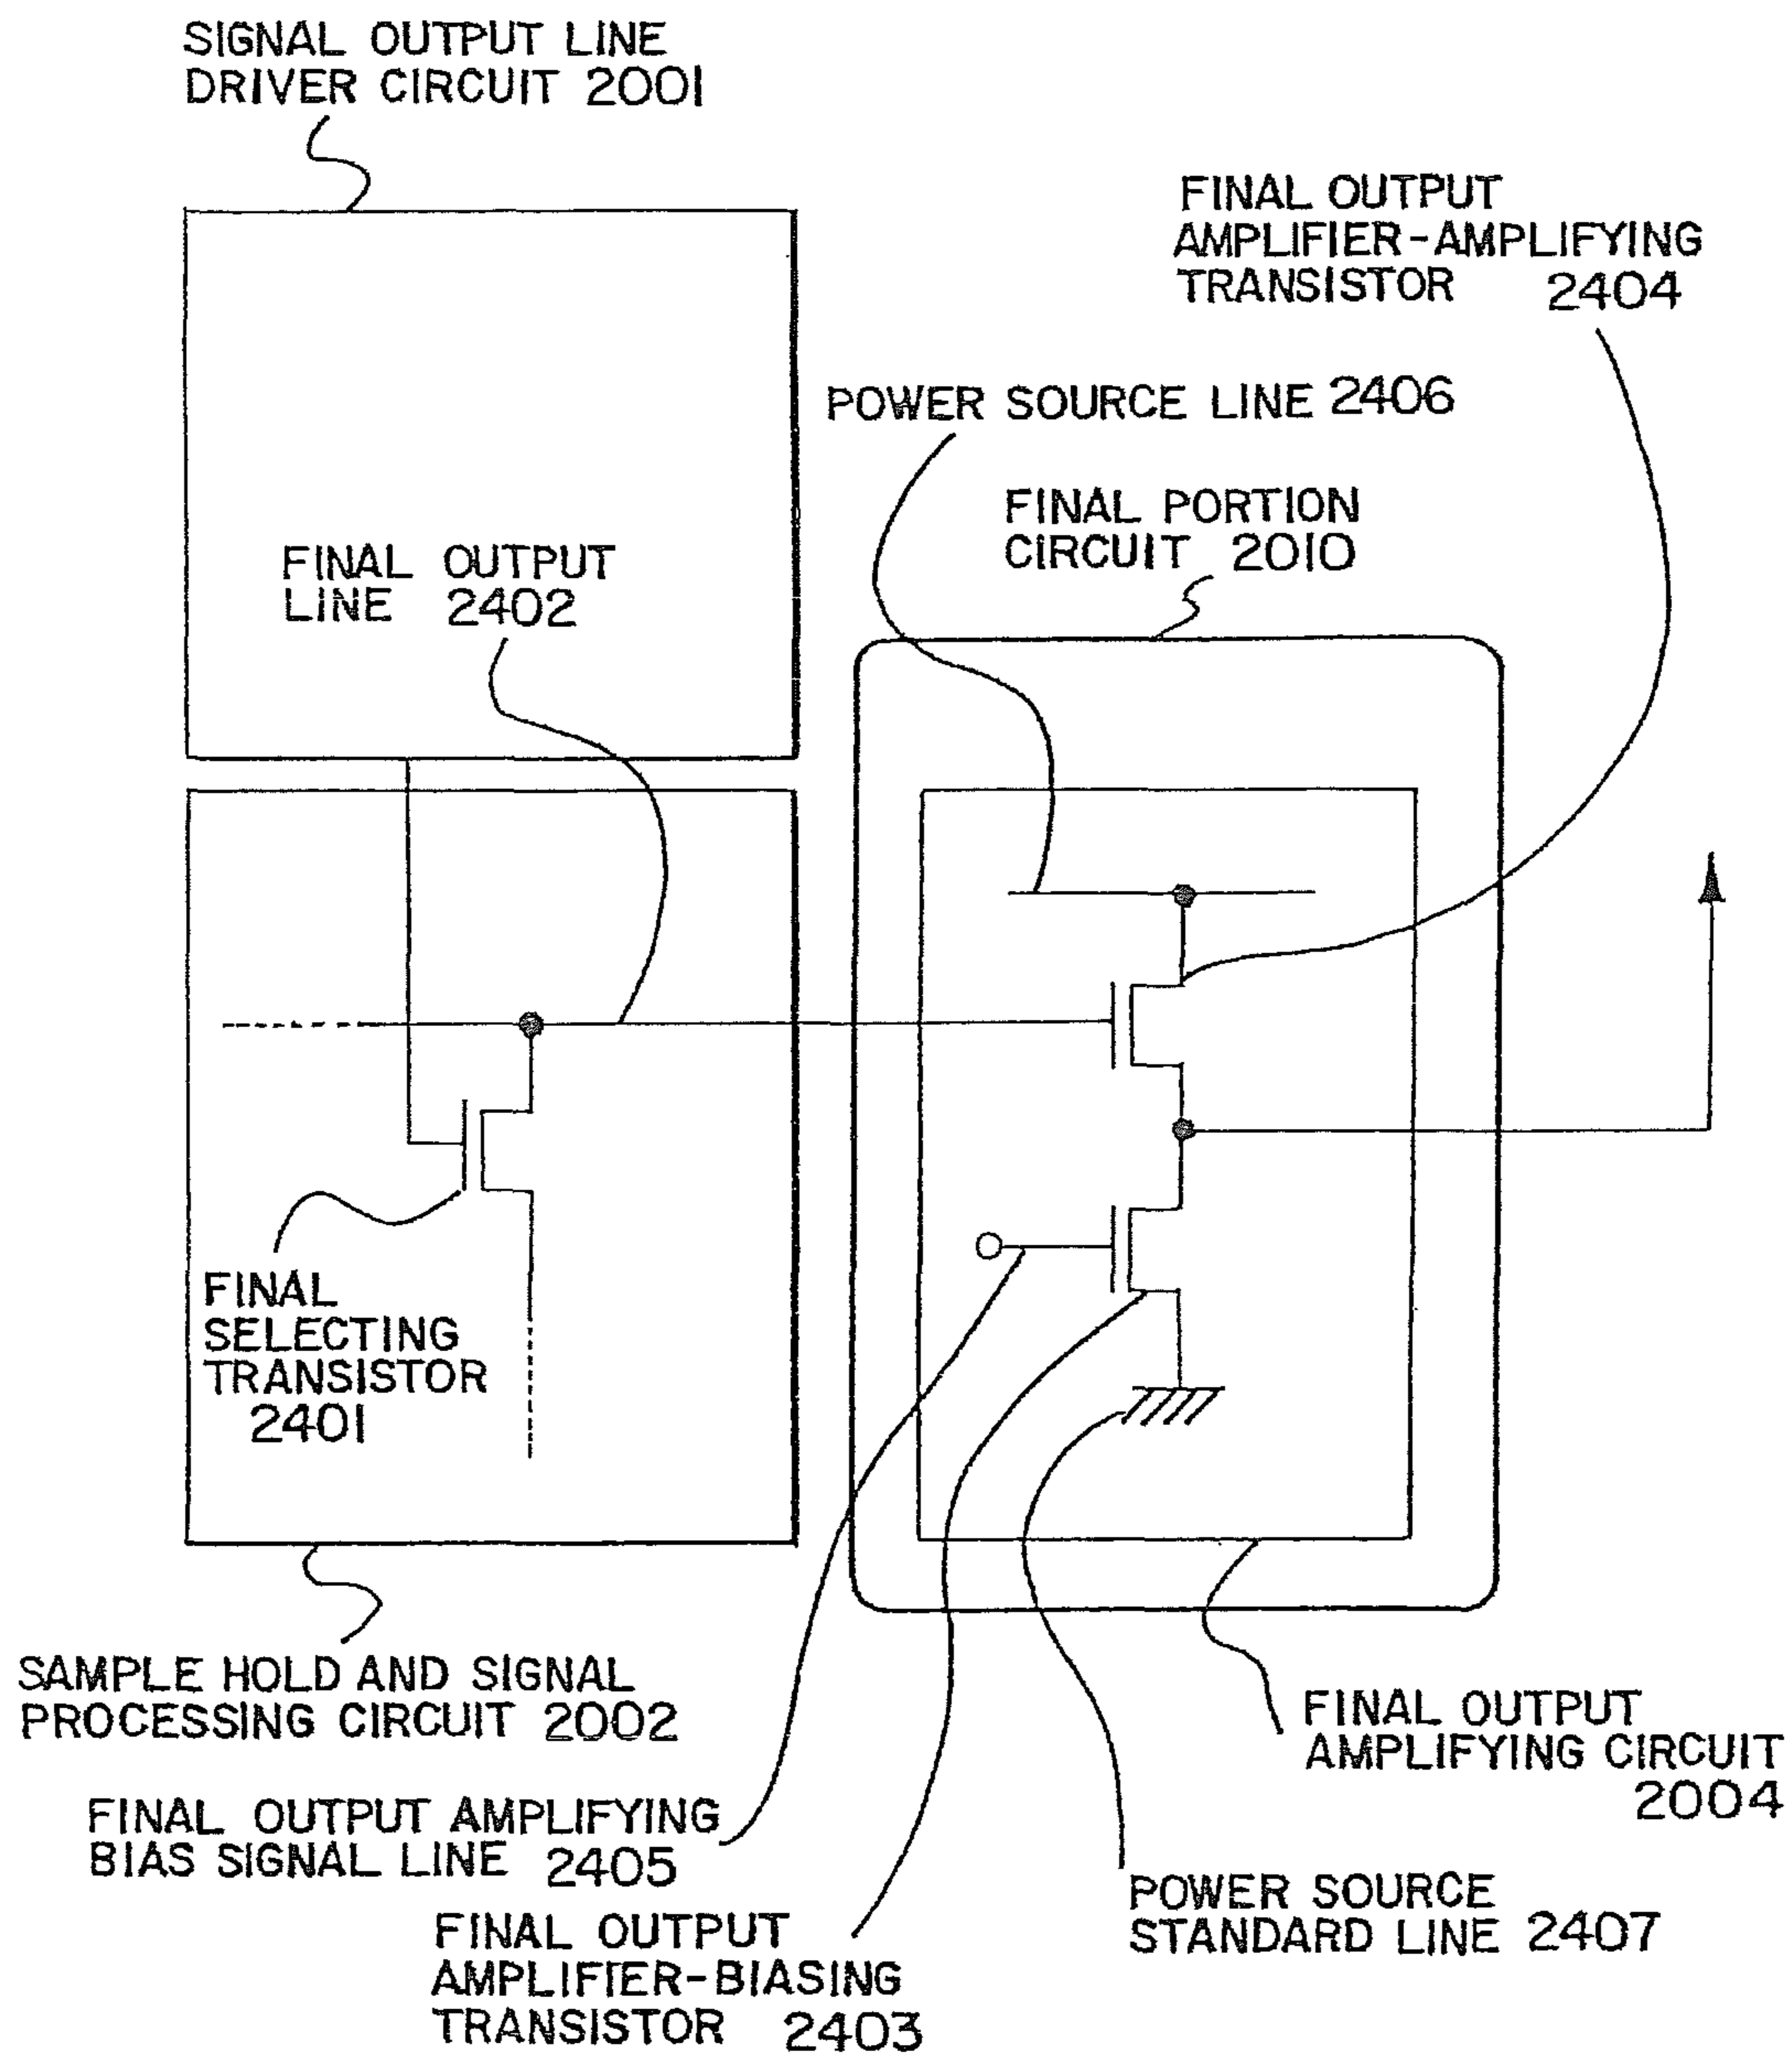 SIGNAL OUTPUT LINE
DRIVER CIRCUIT 2001
FINAL OUTPUT
AMPLIFIER-AMPLIFYING
TRANSISTOR 2404
POWER SOURCE LINE 2406
FINAL PORTION
CIRCUIT 2010
FINAL OUTPUT
LINE 2402
FINAL
SELECTING
TRANSISTOR
2401
SAMPLE HOLD AND SIGNAL
PROCESSING CIRCUIT 2002
FINAL OUTPUT
AMPLIFYING CIRCUIT
2004
FINAL OUTPUT AMPLIFYING
BIAS SIGNAL LINE 2405
POWER SOURCE
STANDARD LINE 2407
FINAL OUTPUT
AMPLIFIER-BIASING
TRANSISTOR 2403